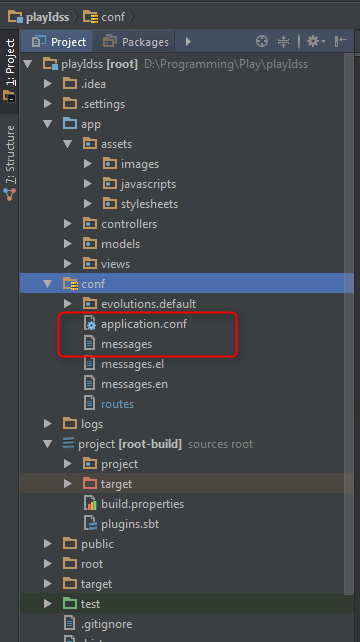 playIdss conf
1: Project
7: Structure
Project Packages
playIdss [root] D:\Programming\Play\playIdss
.idea
.settings
app
assets
images
javascripts
stylesheets
controllers
models
views
conf
evolutions.default
application.conf
messages
messages.el
messages.en
routes
logs
project [root-build] sources root
project
target
build.properties
plugins.sbt
public
root
target
test
.gitignore